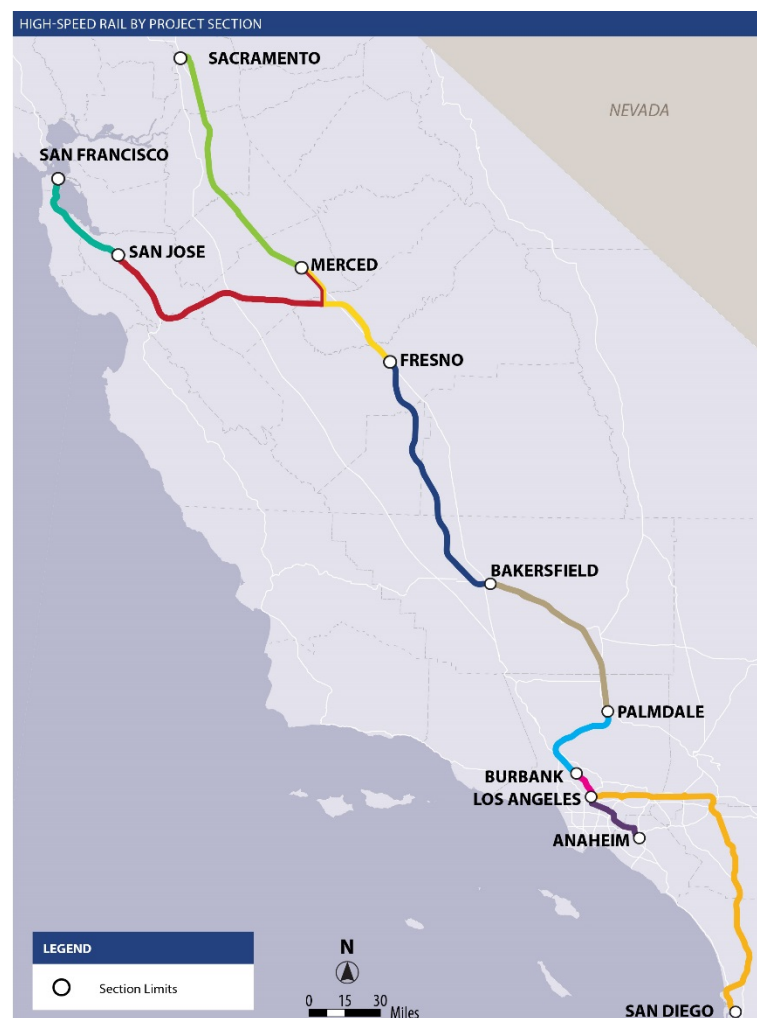 HIGH-SPEED RAIL BY PROJECT SECTION
SACRAMENTO
NEVADA
SAN FRANCISCO
SAN JOSE
MERCED
FRESNO
BAKERSFIELD
PALMDALE
BURBANK
LOS ANGELES
ANAHEIM
SAN DIEGO
LEGEND
Section Limits
N
0 15 30
Miles